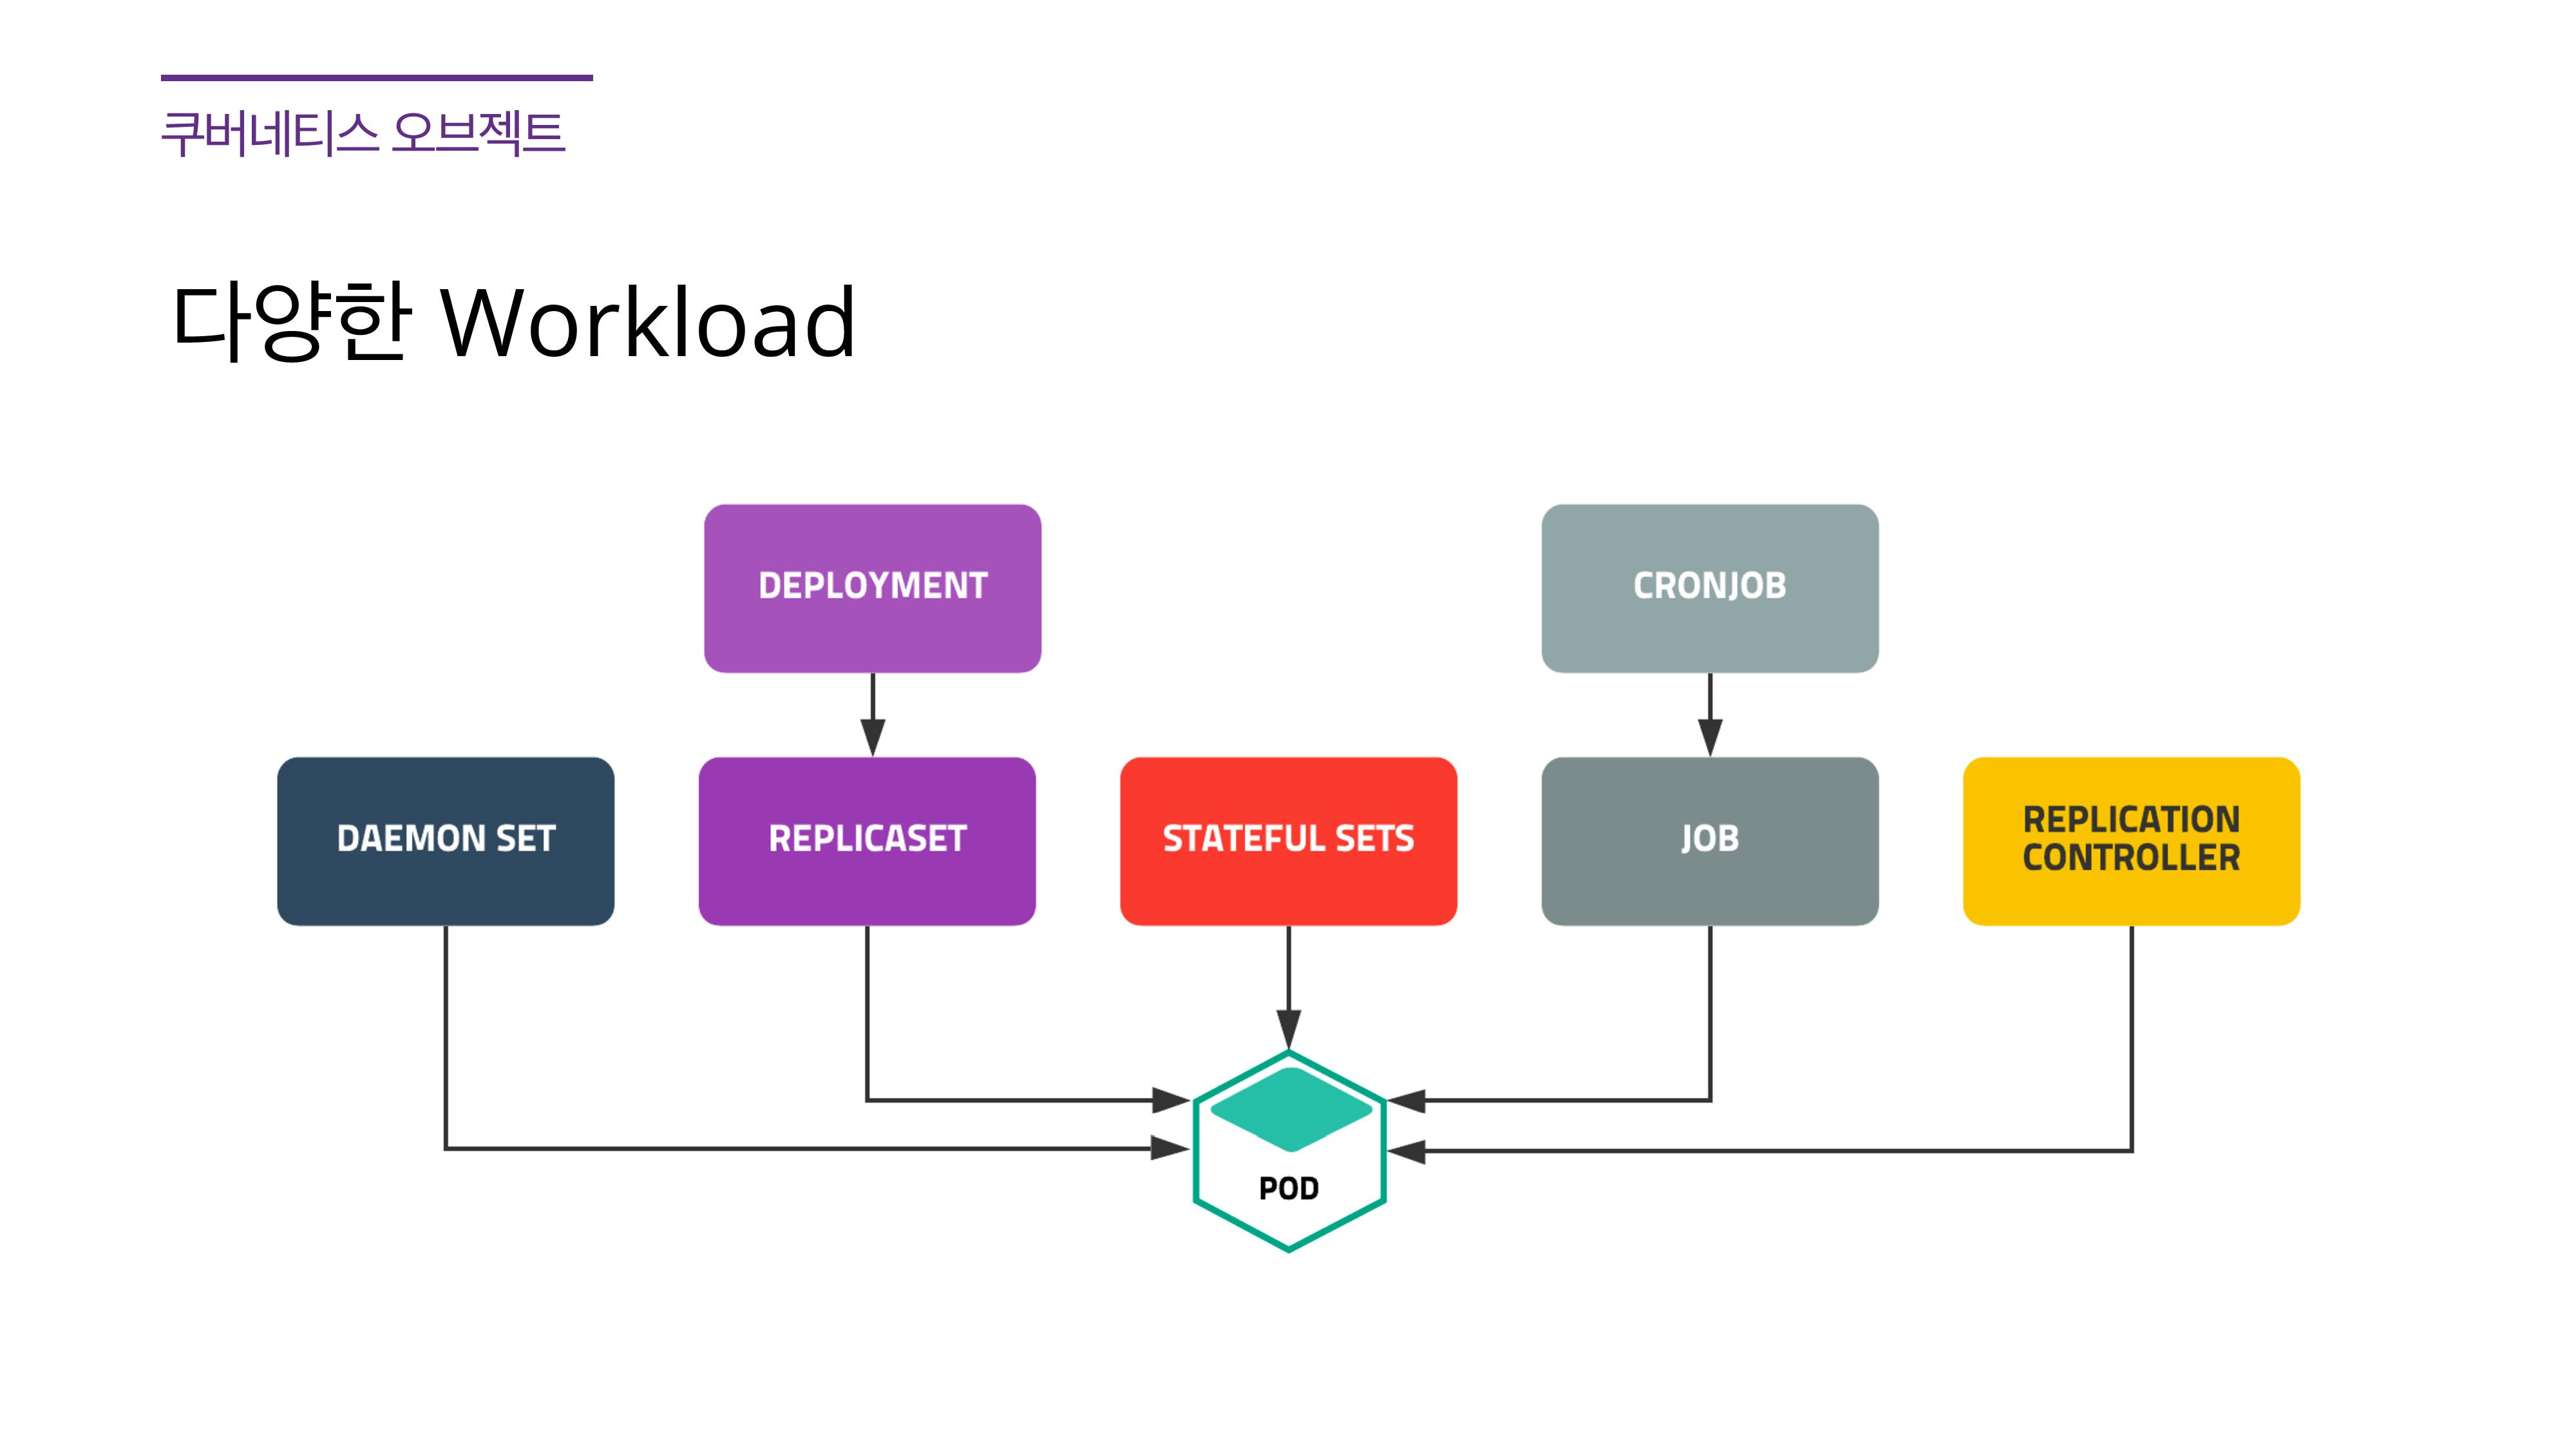 쿠버네티스 오브젝트
다양한 Workload
DEPLOYMENT
CRONJOB
DAEMON SET
REPLICASET
STATEFUL SETS
JOB
REPLICATION
CONTROLLER
POD